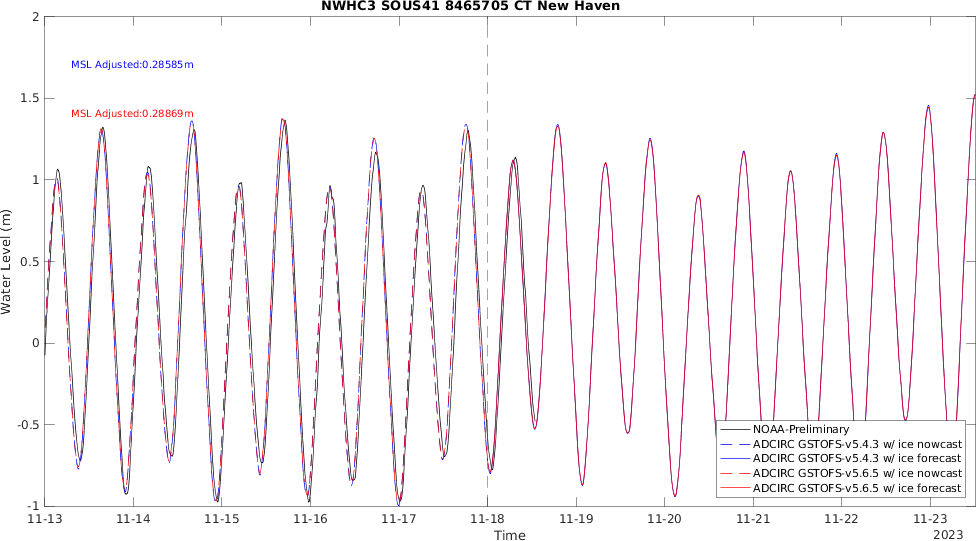 NWHC3 SOUS41 8465705 CT New Haven
2
1.5
1
0.5
0
-0.5
-1
Water Level (m)
MSL Adjusted:0.28585m
MSL Adjusted:0.28869m
NOAA-Preliminary
ADCIRC GSTOFS-v5.4.3 w/ ice nowcast
ADCIRC GSTOFS-v5.4.3 w/ ice forecast
ADCIRC GSTOFS-v5.6.5 w/ ice nowcast
ADCIRC GSTOFS-v5.6.5 w/ ice forecast
11-13 11-14 11-15 11-16 11-17 11-18 11-19 11-20 11-21 11-22 11-23
Time
2023